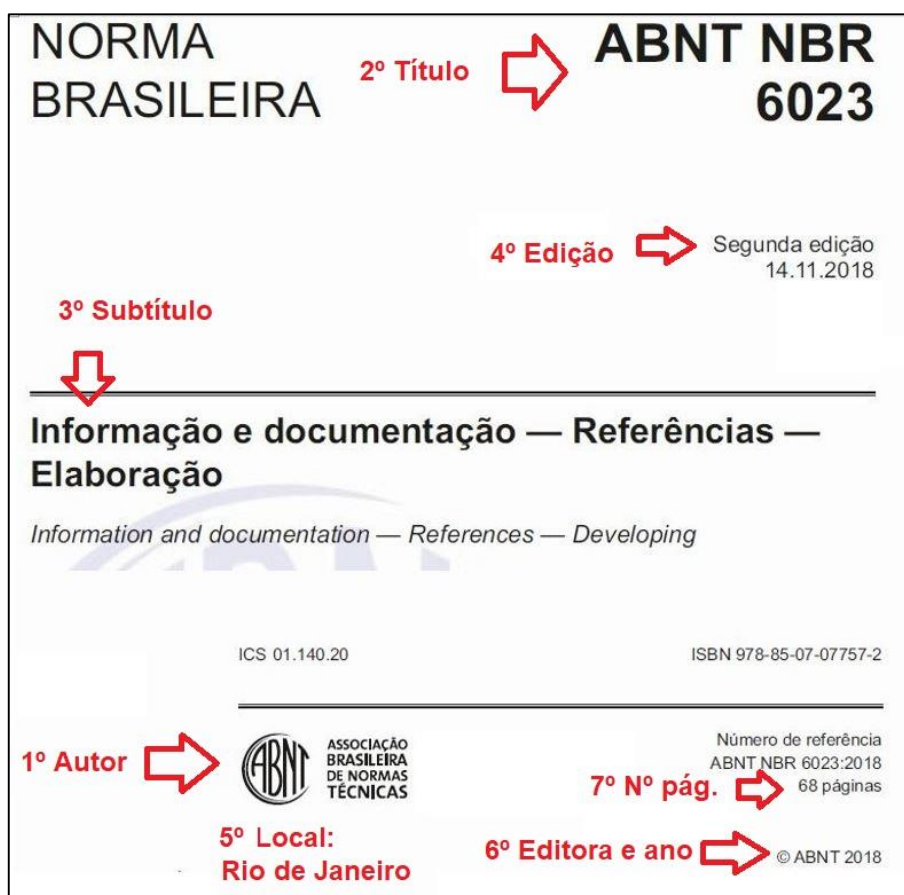 NORMA
BRASILEIRA
2º Título
ABNT NBR
6023
4º Edição
Segunda edição
14.11.2018
3º Subtítulo
Informação e documentação — Referências —
Elaboração
Information and documentation — References — Developing
ICS 01.140.20
ISBN 978-85-07-07757-2
1º Autor
ABNT
ASSOCIAÇÃO
BRASILEIRA
DE NORMAS
TÉCNICAS
Número de referência
ABNT NBR 6023:2018
7º Nº pág.
68 páginas
5º Local:
Rio de Janeiro
6º Editora e ano
© ABNT 2018